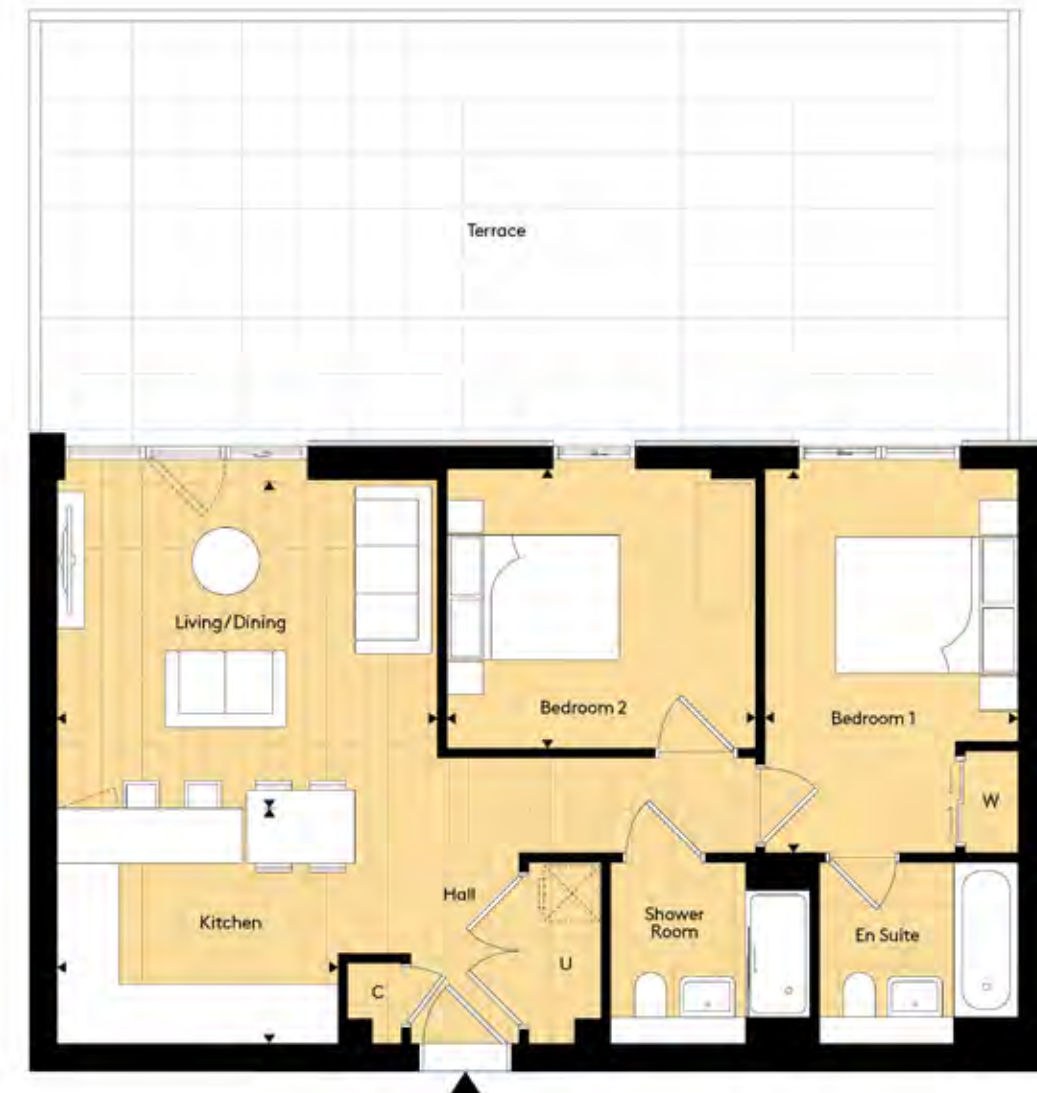 Terrace
Living/Dining
Bedroom 2
Bedroom 1
W
Hall
Kitchen
Shower
Room
En Suite
U
C